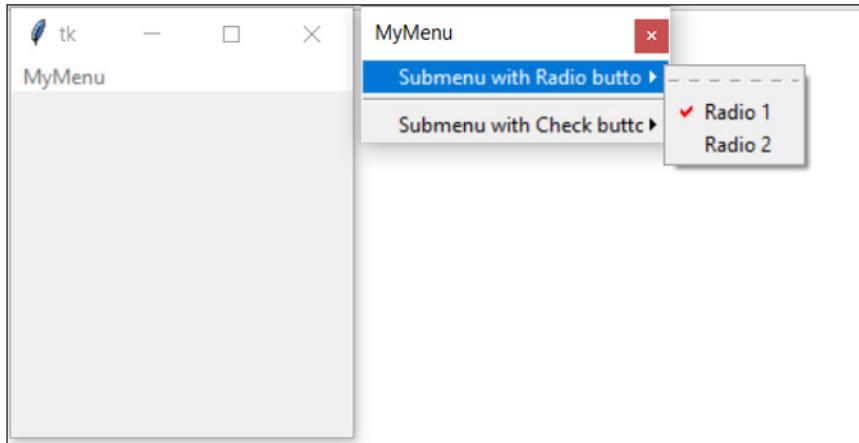 tk
MyMenu
MyMenu
Submenu with Radio butto
Submenu with Check buttc
Radio 1
Radio 2